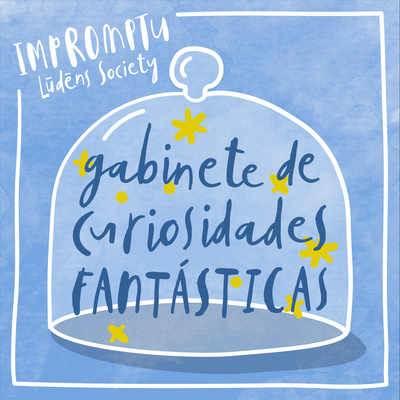 IMPROMPTU
Lūdēns Society
gabinete de
curiosidades
FANTÁSTICAS